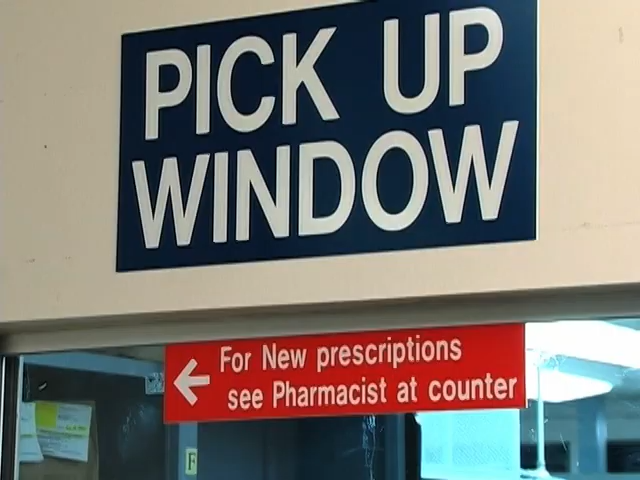 PICK UP
WINDOW
For New prescriptions
see Pharmacist at counter
F